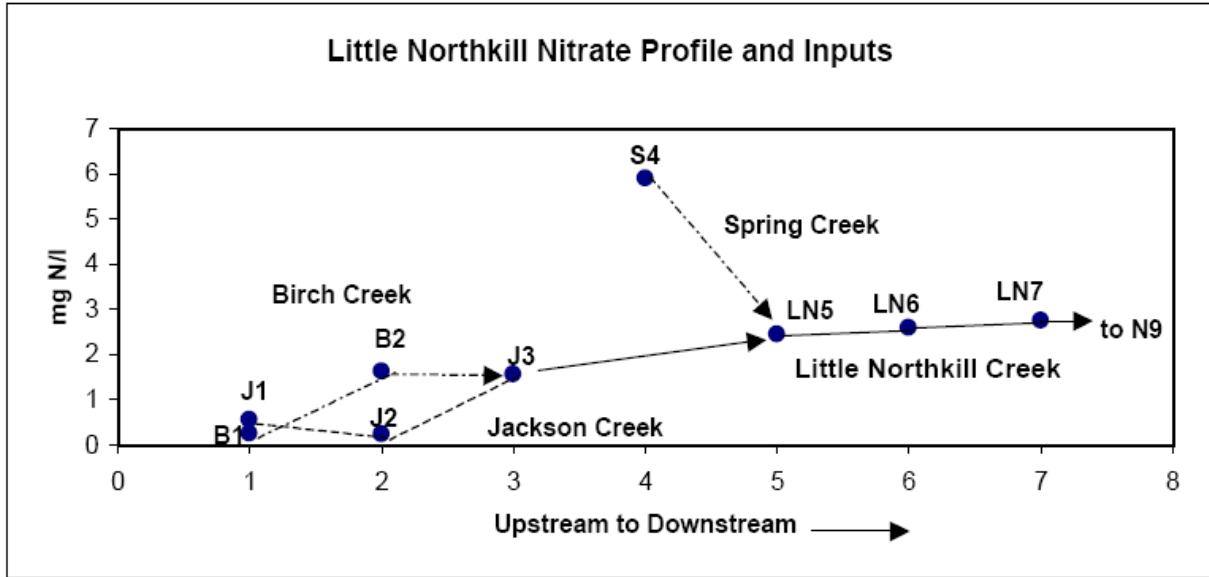 Little Northkill Nitrate Profile and Inputs
7
6
5
4
3
2
1
0
mg N/l
S4
Spring Creek
Birch Creek
B2
J1
B1
J2
J3
Jackson Creek
LN5
LN6
LN7
to N9
Little Northkill Creek
0 1 2 3 4 5 6 7 8
Upstream to Downstream